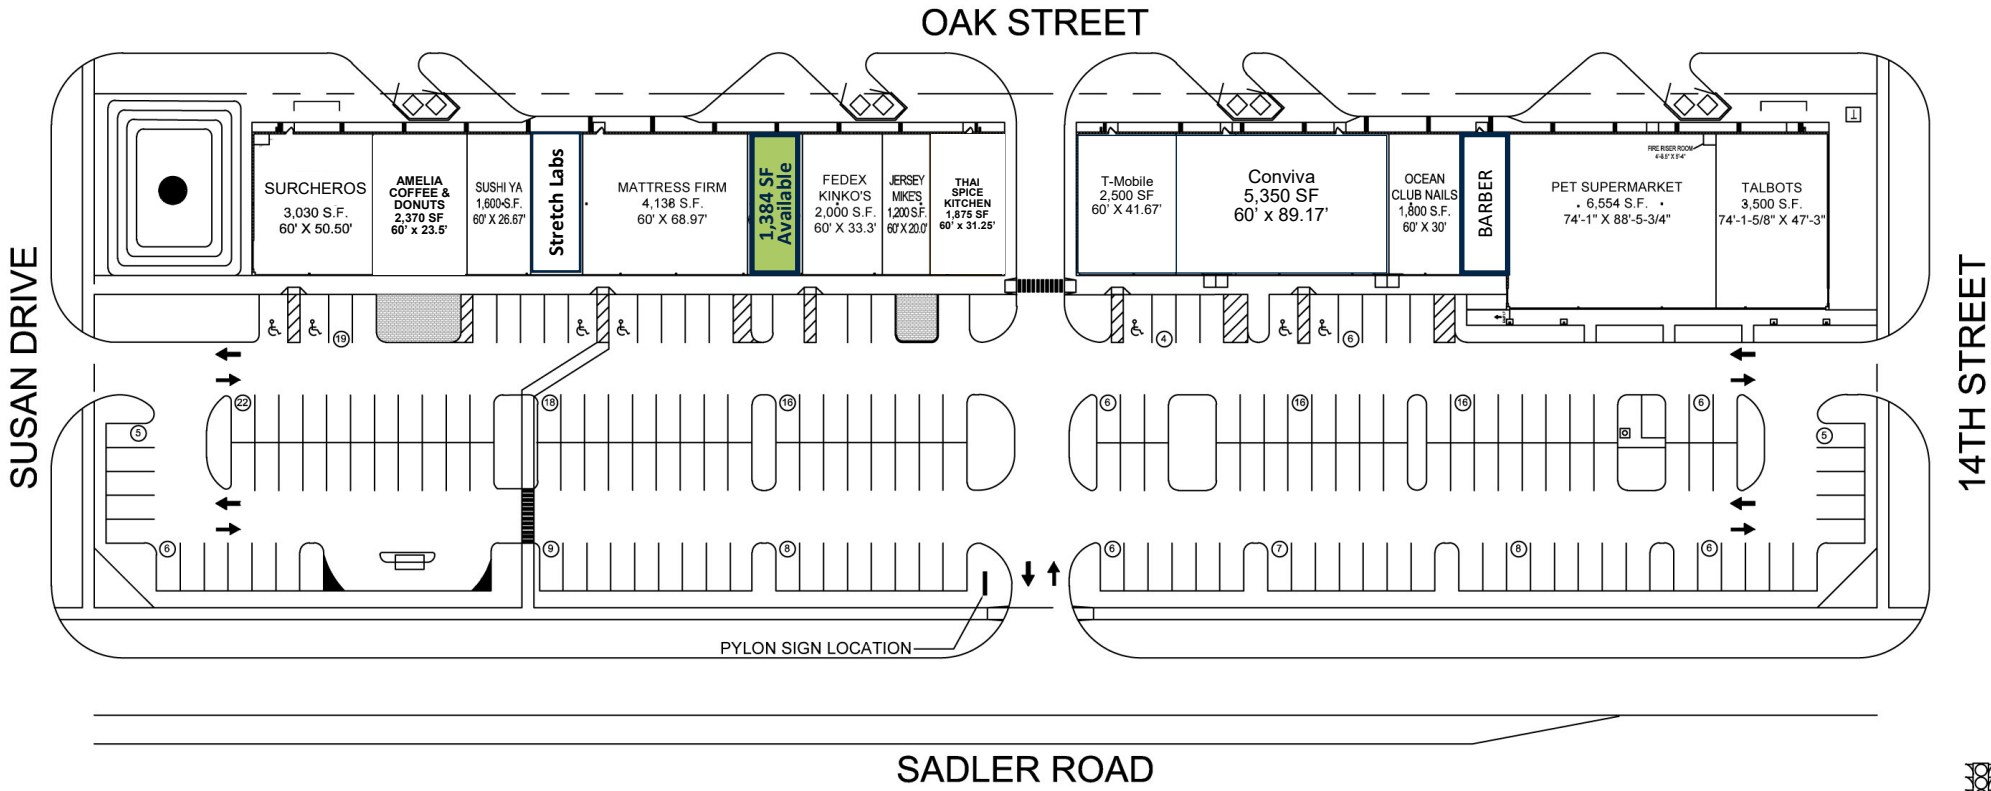 OAK STREET
SURCHEROS
3,030 S.F.
60' X 50.50'
AMELIA
COFFEE &
DONUTS
2,370 SF
60' x 23.5'
SUSHI YA
1,600 S.F.
60' X 26.67'
Stretch Labs
MATTRESS FIRM
4,138 S.F.
60' X 68.97'
1,384 SF
Available
FEDEX
KINKO'S
2,000 S.F.
60' X 33.3'
JERSEY
MIKE'S
1,200 S.F.
60' X 20.0'
THAI
SPICE
KITCHEN
1,875 SF
60' x 31.25'
T-Mobile
2,500 SF
60' X 41.67'
Conviva
5,350 SF
60' x 89.17'
OCEAN
CLUB NAILS
1,800 S.F.
60' X 30'
BARBER
FIRE RISER ROOM
PET SUPERMARKET
6,554 S.F.
74'-1" X 88'-5-3/4"
TALBOTS
3,500 S.F.
74'-1-5/8" X 47'-3"
SUSAN DRIVE
14TH STREET
19
4
6
22
18
16
6
16
16
6
5
5
6
9
8
6
7
8
6
PYLON SIGN LOCATION
SADLER ROAD